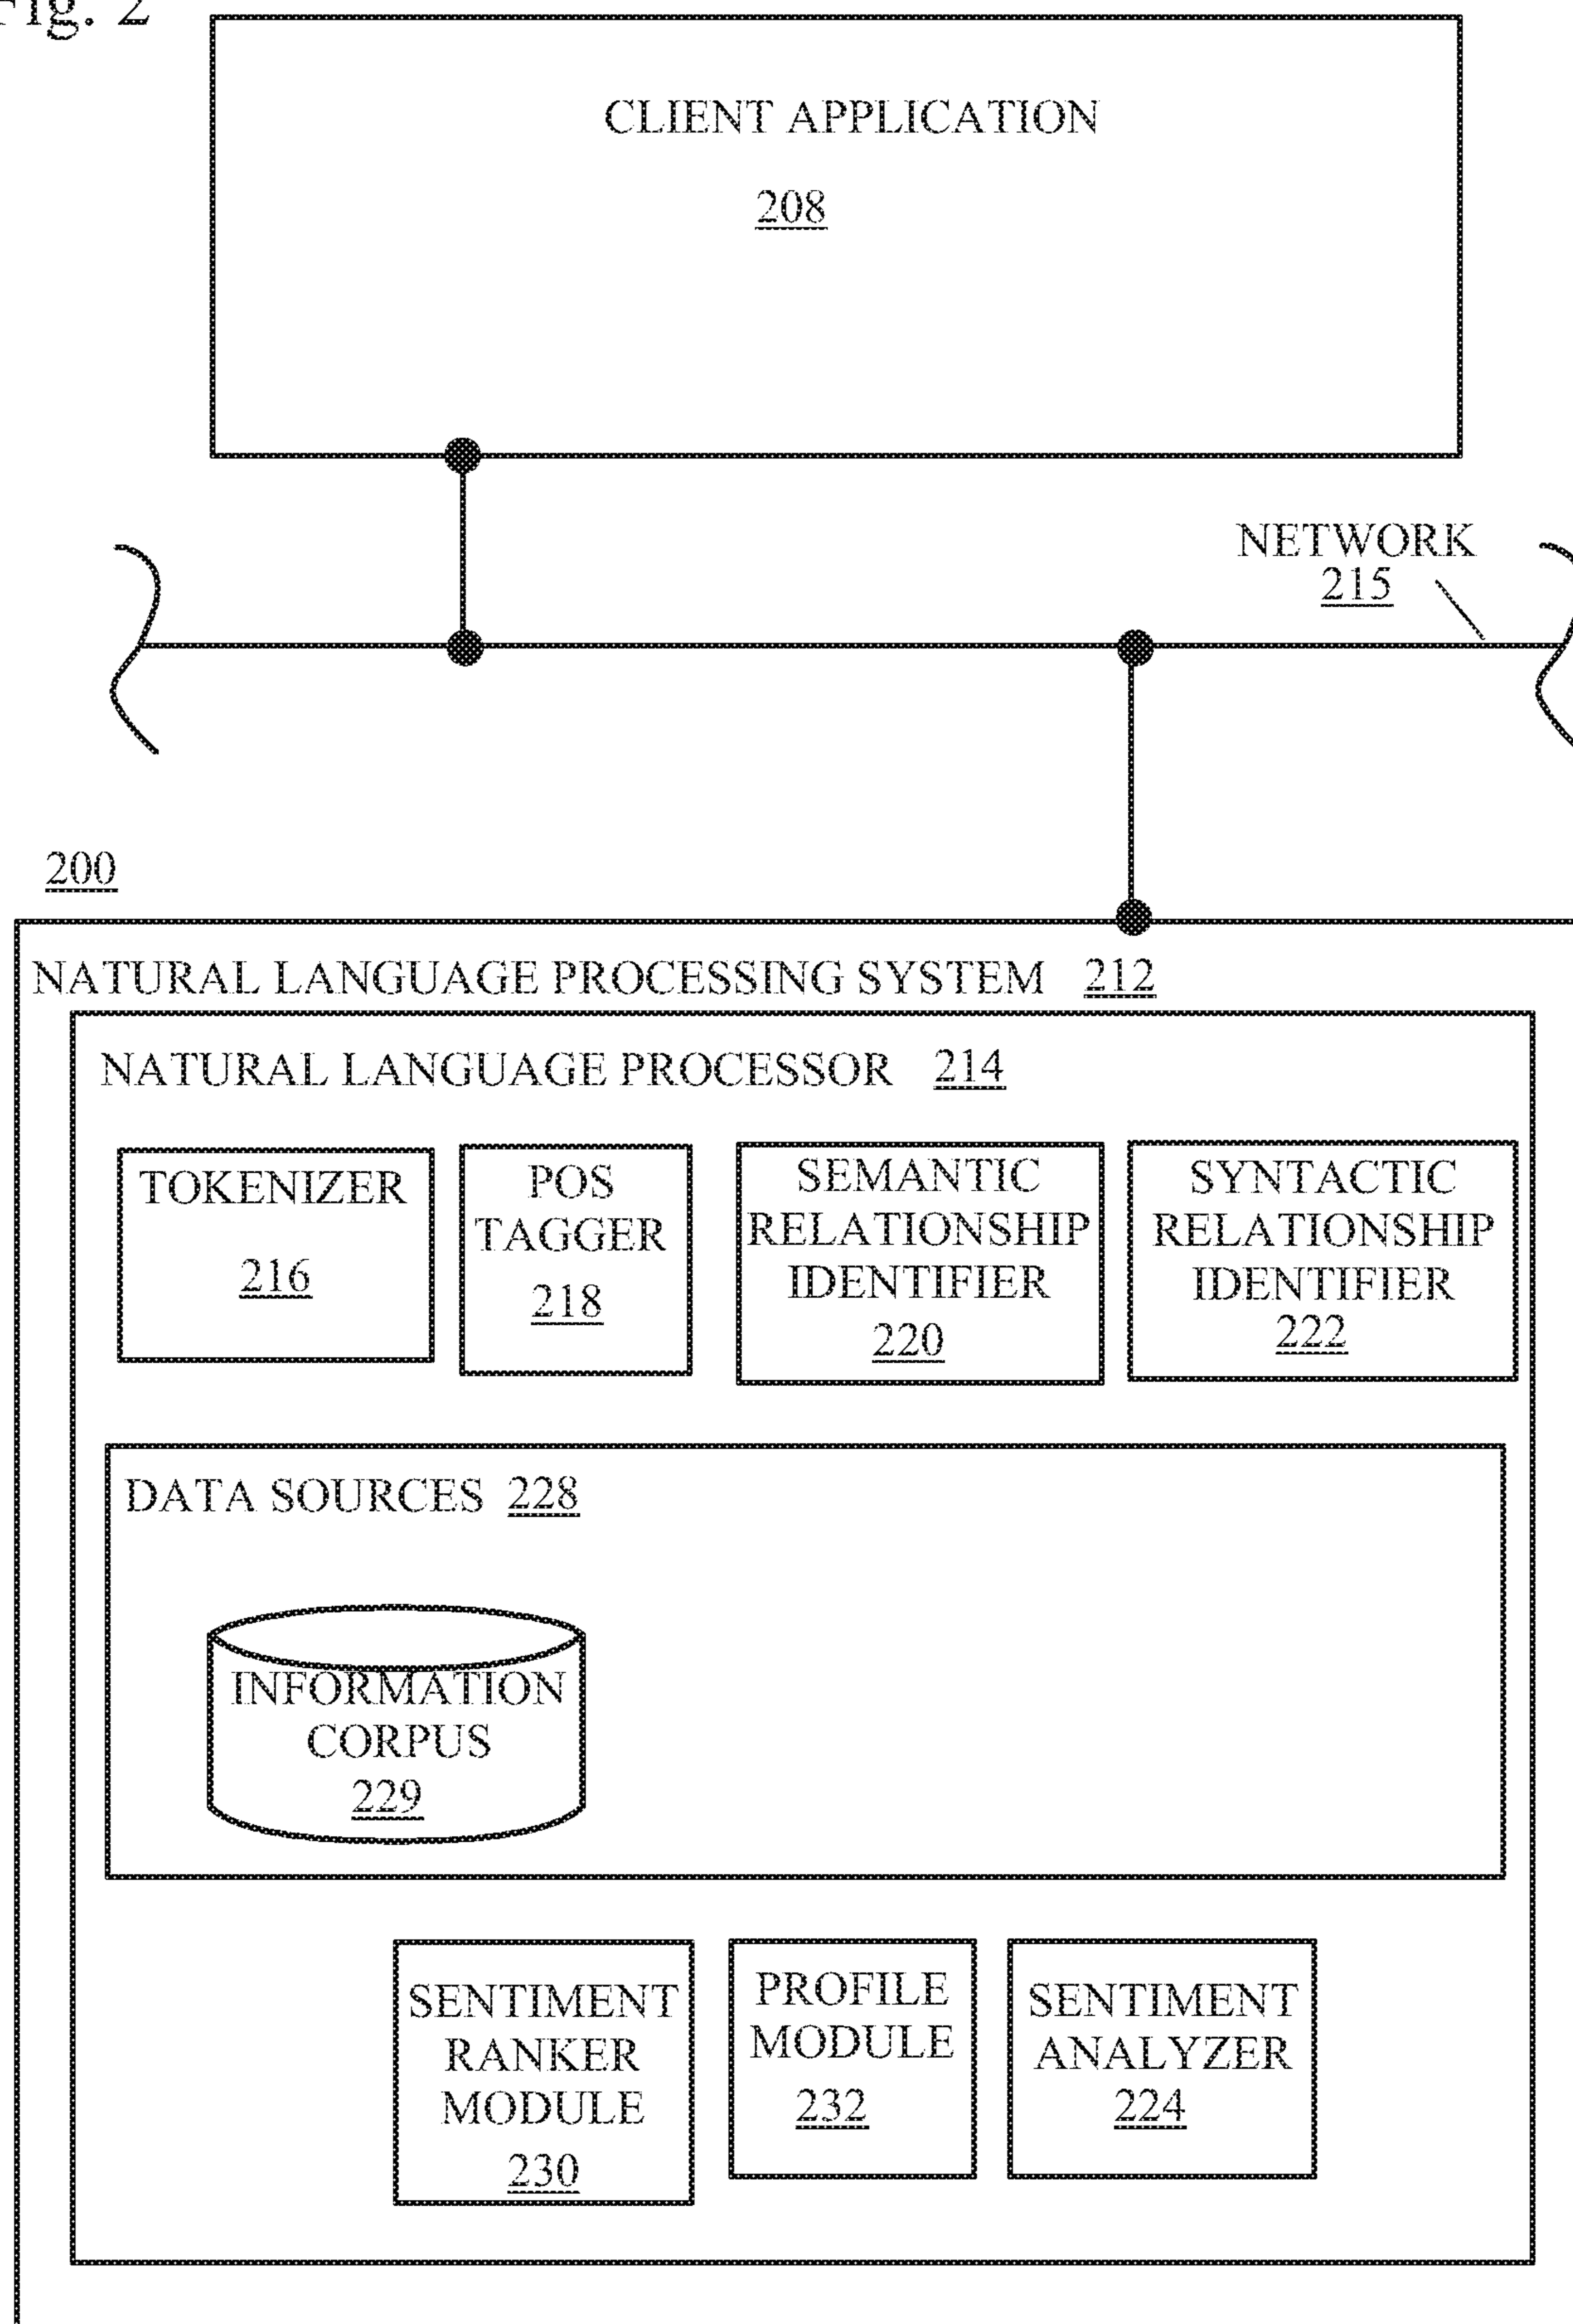 Fig. 2
CLIENT APPLICATION
208
NETWORK
215
200
NATURAL LANGUAGE PROCESSING SYSTEM 212
NATURAL LANGUAGE PROCESSOR 214
TOKENIZER
216
POS
TAGGER
218
SEMANTIC
RELATIONSHIP
IDENTIFIER
220
SYNTACTIC
RELATIONSHIP
IDENTIFIER
222
DATA SOURCES 228
INFORMATION
CORPUS
229
SENTIMENT
RANKER
MODULE
230
PROFILE
MODULE
232
SENTIMENT
ANALYZER
224